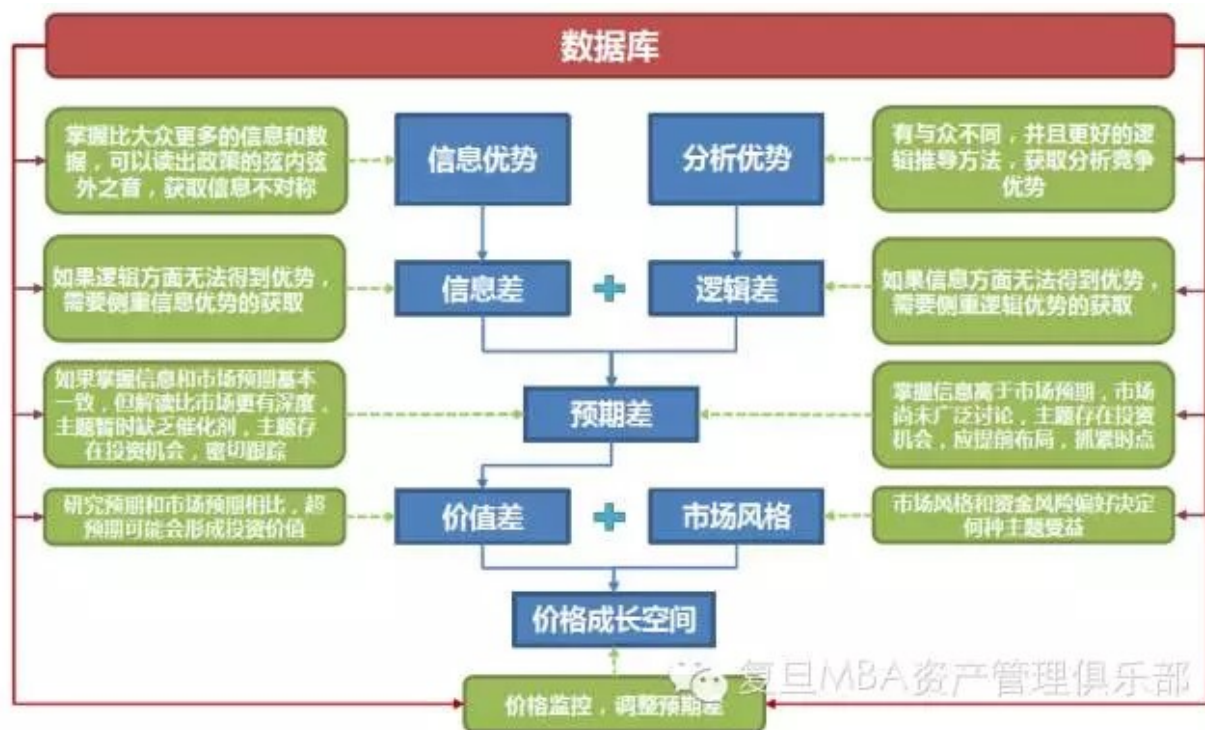 数据库
掌握比大众更多的信息和数
据，可以读出政策的弦内弦
外之音，获取信息不对称
信息优势
分析优势
有与众不同，并且更好的逻
辑推导方法，获取分析竞争
优势
如果逻辑方面无法得到优势，
需要侧重信息优势的获取
信息差
逻辑差
如果信息方面无法得到优势，
需要侧重逻辑优势的获取
如果掌握信息和市场预期基本
一致，但解读比市场更有深度，
主题暂时缺乏催化剂，主题存
在投资机会，密切跟踪
预期差
掌握信息高于市场预期，市场
尚未广泛讨论，主题存在投资
机会，应提前布局，抓紧时点
研究预期和市场预期相比，超
预期可能会形成投资价值
价值差
市场风格
市场风格和资金风险偏好决定
何种主题受益
价格成长空间
价格监控，调整预期差
复旦MBA资产管理俱乐部